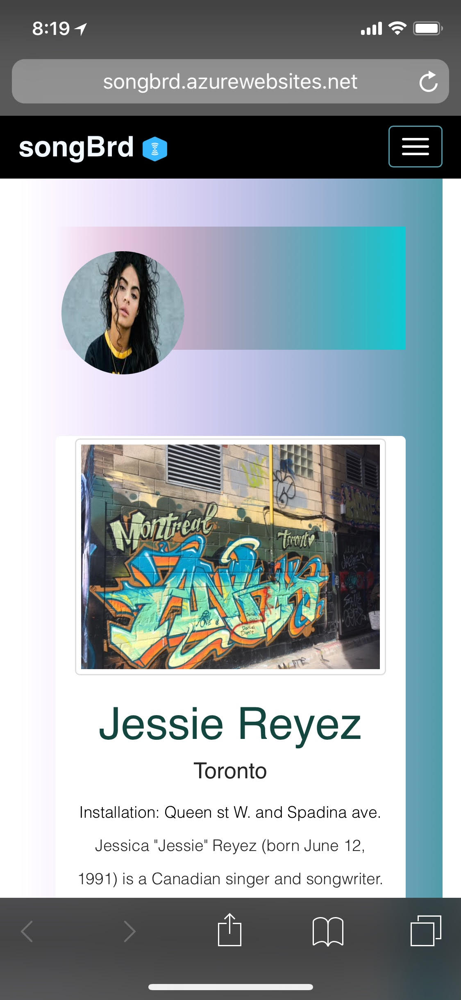 8:19
songbrd.azurewebsites.net
songBrd
Montréal
toronto
Daniel
Jessie Reyez
Toronto
Installation: Queen st W. and Spadina ave.
Jessica "Jessie" Reyez (born June 12,
1991) is a Canadian singer and songwriter.